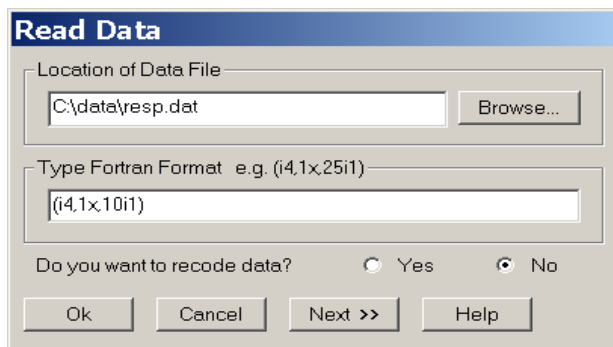 Read Data
Location of Data File
C:\data\resp.dat
Browse...
Type Fortran Format e.g. (i4,1x,25i1)
(i4,1x,10i1)
Do you want to recode data? Yes No
Ok Cancel Next >> Help